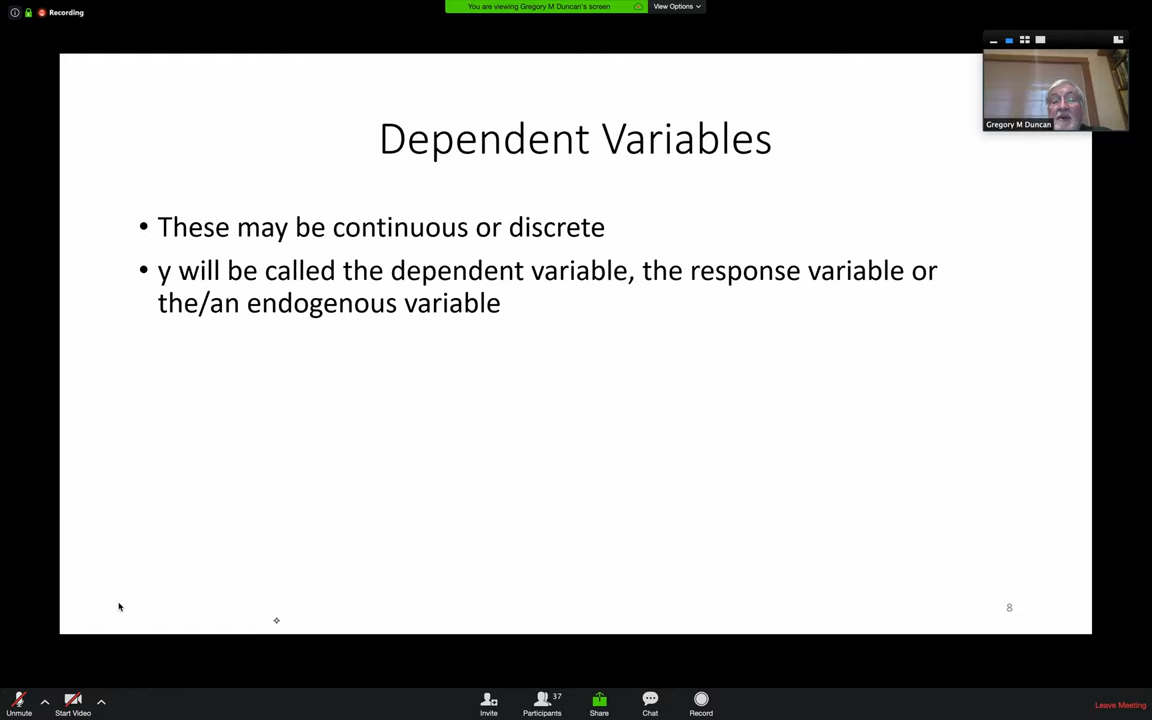 Recording
You are viewing Gregory M Duncan's screen
View Options
Gregory M Duncan
Dependent Variables
• These may be continuous or discrete
• y will be called the dependent variable, the response variable or
the/an endogenous variable
8
Unmute
Start Video
Invite
37
Participants
Share
Chat
Record
Leave Meeting